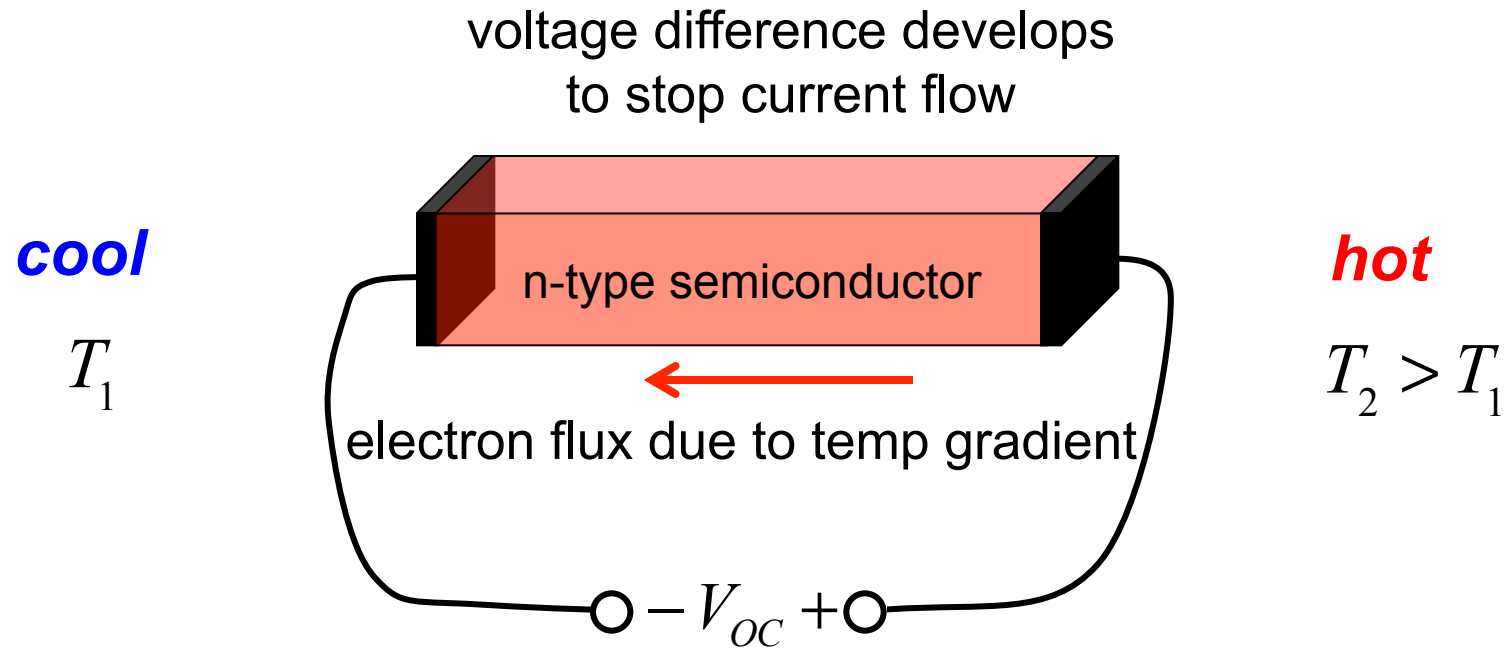 voltage difference develops
to stop current flow
cool
hot
n-type semiconductor
T₁
T₂ > T₁
electron flux due to temp gradient
− V_OC +